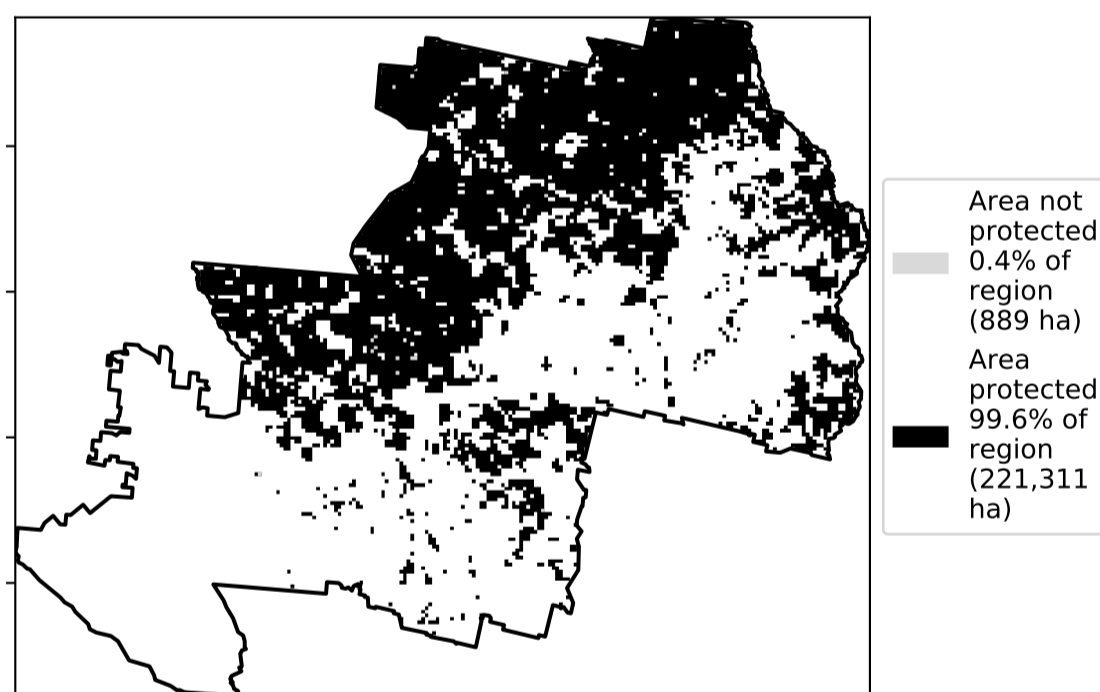 Area not
protected
0.4% of
region
(889 ha)
Area
protected
99.6% of
region
(221,311
ha)